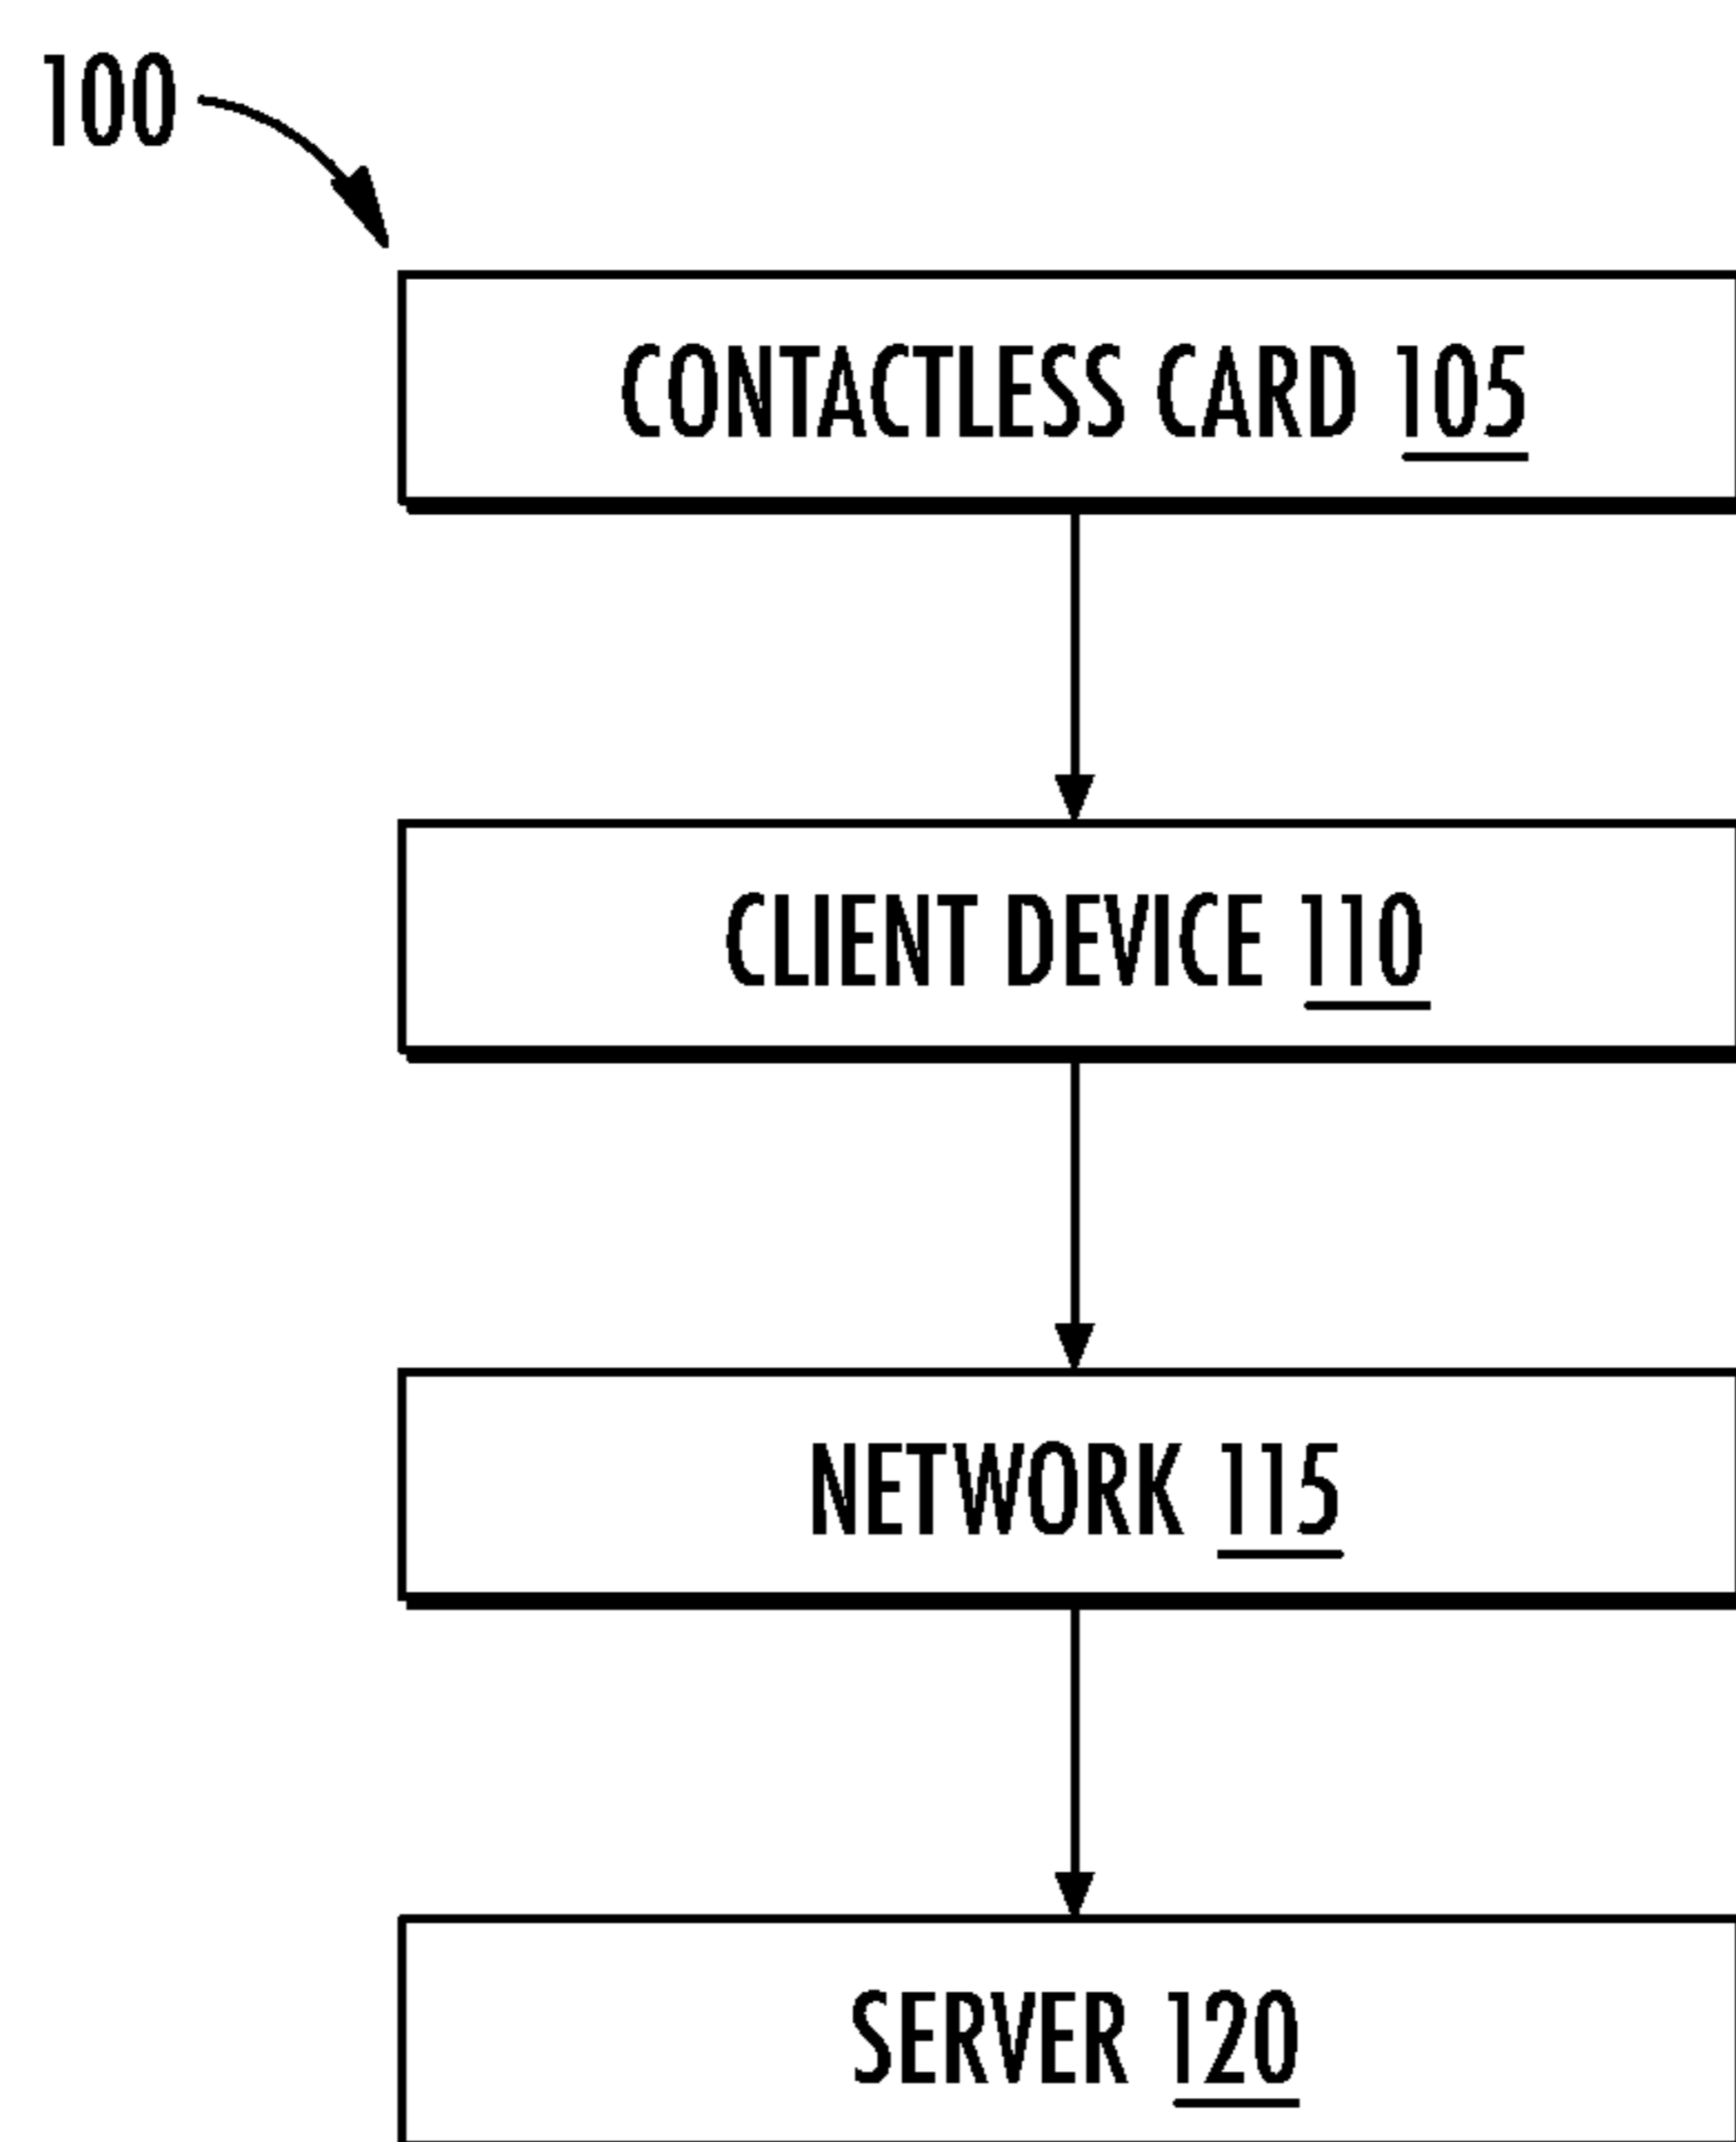 100
CONTACTLESS CARD 105
CLIENT DEVICE 110
NETWORK 115
SERVER 120